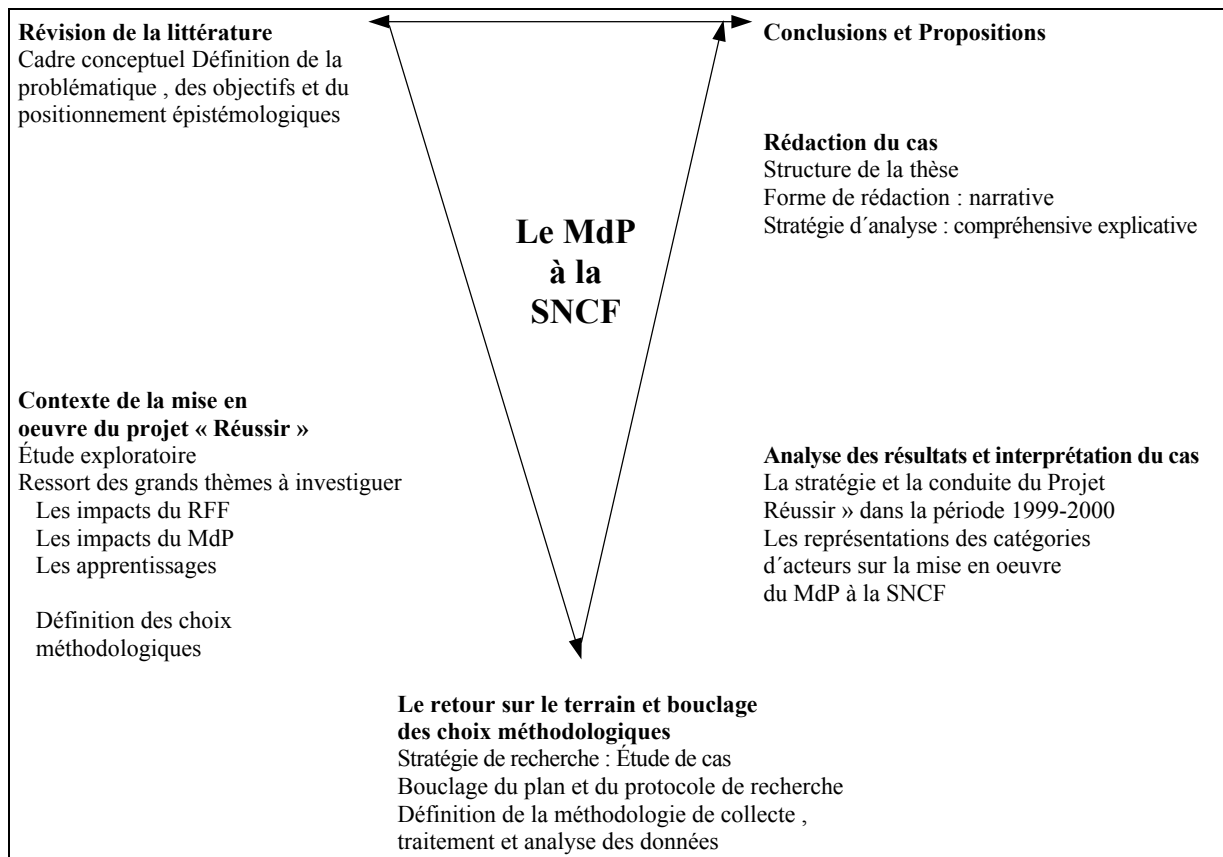 Révision de la littérature
Cadre conceptuel Définition de la
problématique , des objectifs et du
positionnement épistémologiques
Contexte de la mise en
oeuvre du projet « Réussir »
Étude exploratoire
Ressort des grands thèmes à investiguer
Les impacts du RFF
Les impacts du MdP
Les apprentissages
Définition des choix
méthodologiques
Le MdP
à la
SNCF
Le retour sur le terrain et bouclage
des choix méthodologiques
Stratégie de recherche : Étude de cas
Bouclage du plan et du protocole de recherche
Définition de la méthodologie de collecte ,
traitement et analyse des données
Conclusions et Propositions
Rédaction du cas
Structure de la thèse
Forme de rédaction : narrative
Stratégie d´analyse : compréhensive explicative
Analyse des résultats et interprétation du cas
La stratégie et la conduite du Projet
Réussir » dans la période 1999-2000
Les représentations des catégories
d´acteurs sur la mise en oeuvre
du MdP à la SNCF